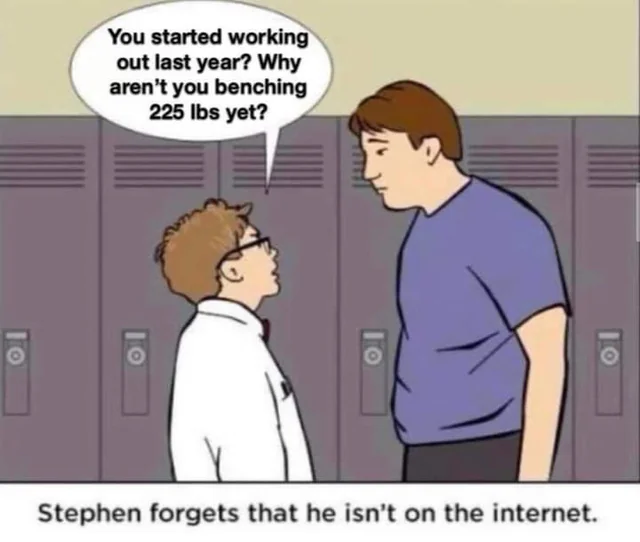 You started working
out last year? Why
aren't you benching
225 lbs yet?
Stephen forgets that he isn't on the internet.